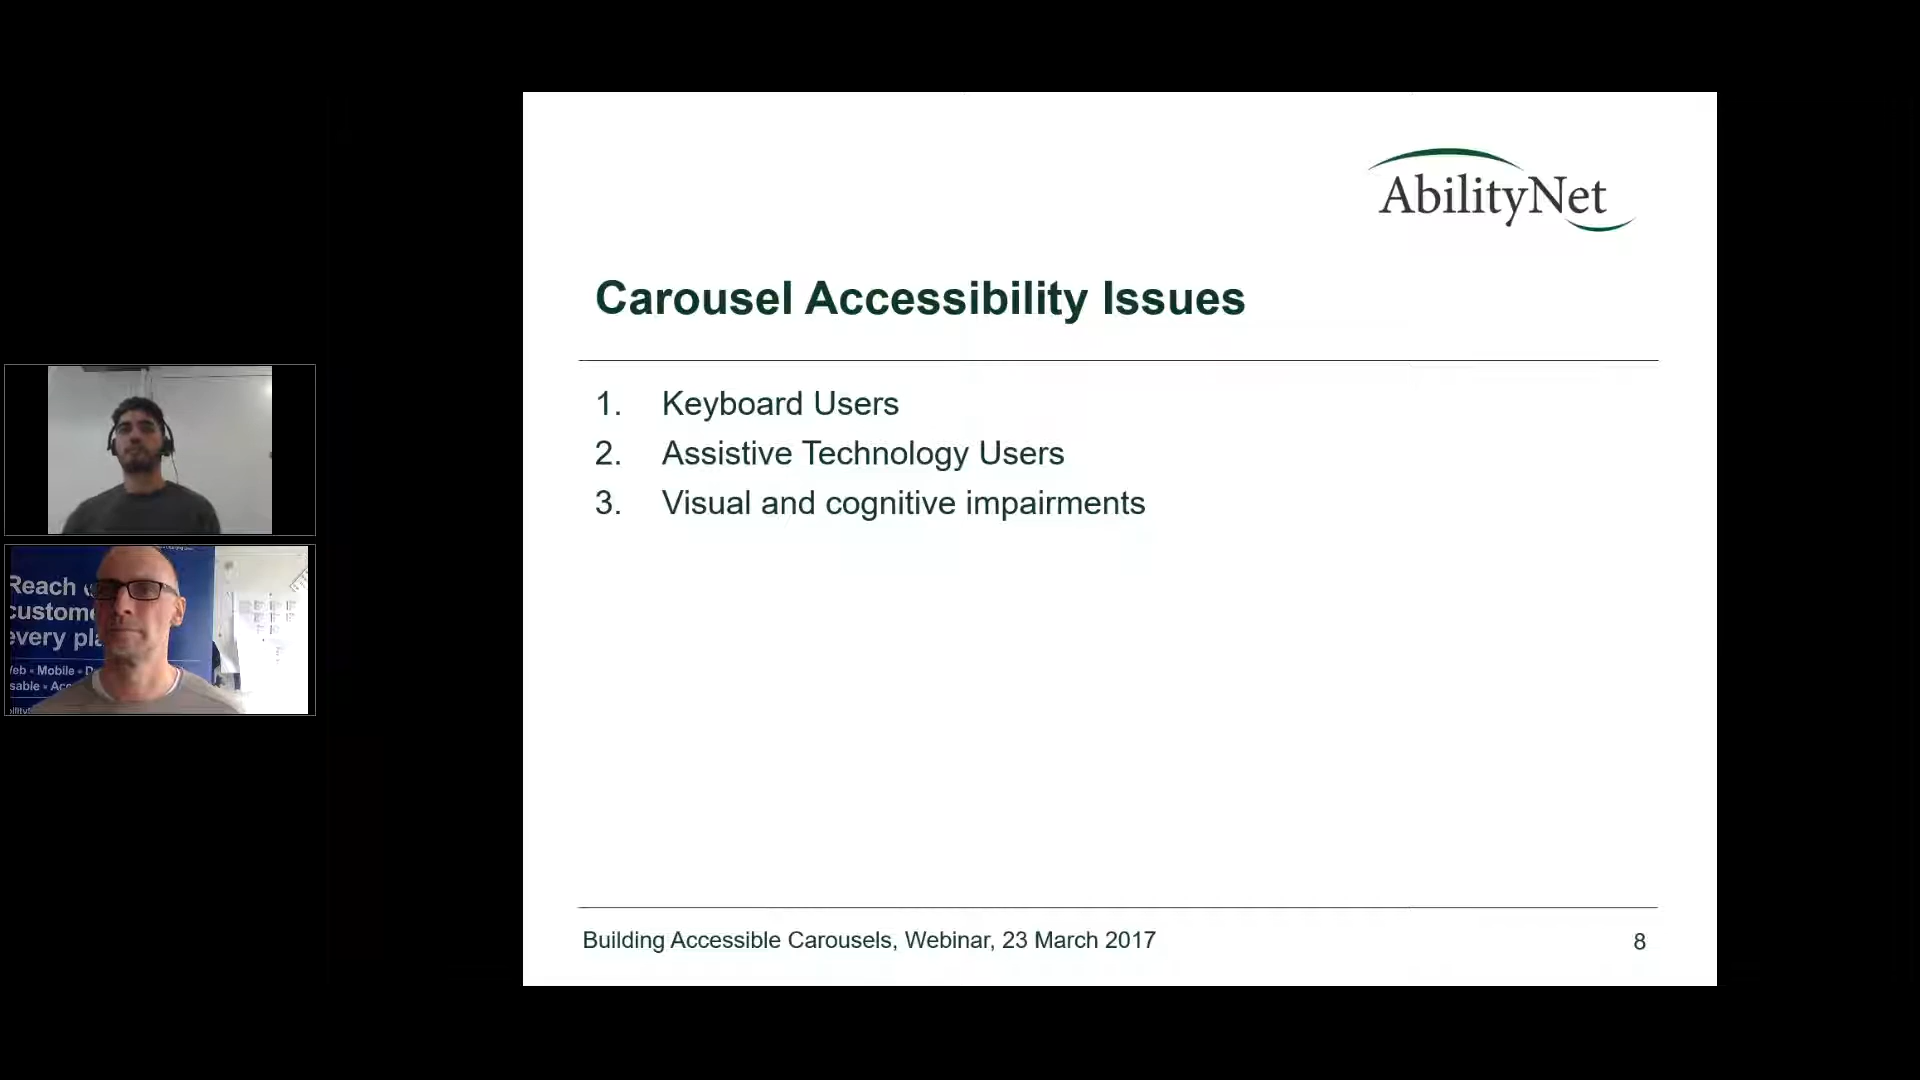 AbilityNet
Carousel Accessibility Issues
1. Keyboard Users
2. Assistive Technology Users
3. Visual and cognitive impairments
Building Accessible Carousels, Webinar, 23 March 2017
8
Reach
custome
every pla
eb • Mobile • D
sable • Acc